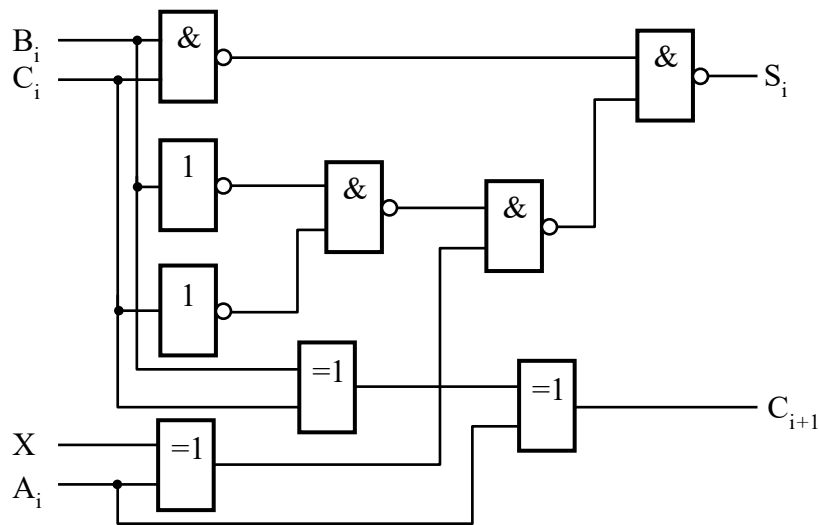 B_i
&
&
C_i
S_i
1
&
&
1
=1
=1
C_{i+1}
X
=1
A_i